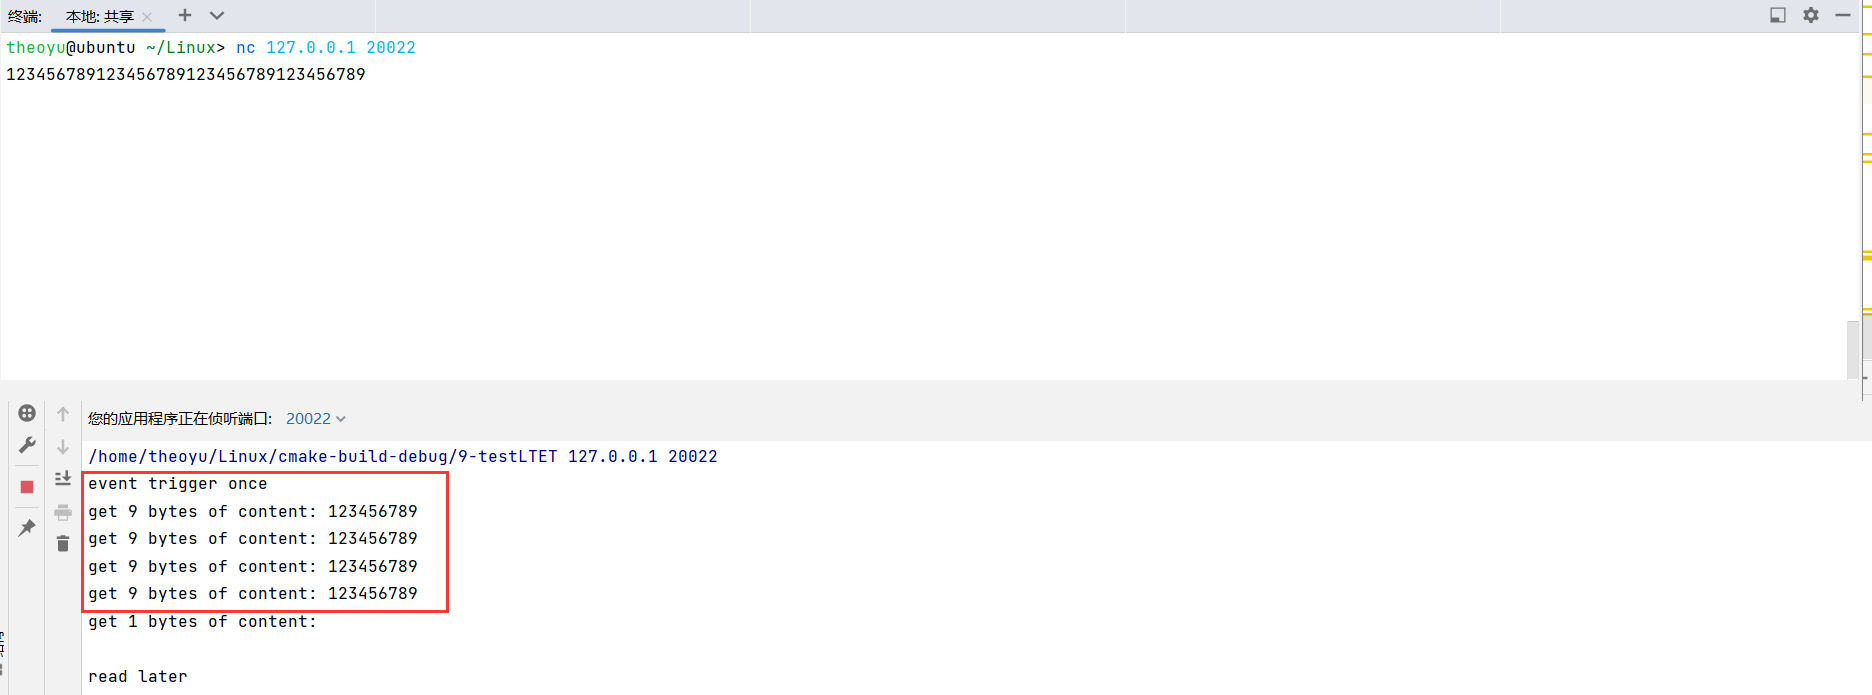 终端: 本地: 共享
theoyu@ubuntu ~/Linux> nc 127.0.0.1 20022
123456789123456789123456789123456789
您的应用程序正在侦听端口: 20022
/home/theoyu/Linux/cmake-build-debug/9-testLTET 127.0.0.1 20022
event trigger once
get 9 bytes of content: 123456789
get 9 bytes of content: 123456789
get 9 bytes of content: 123456789
get 9 bytes of content: 123456789
get 1 bytes of content:
read later